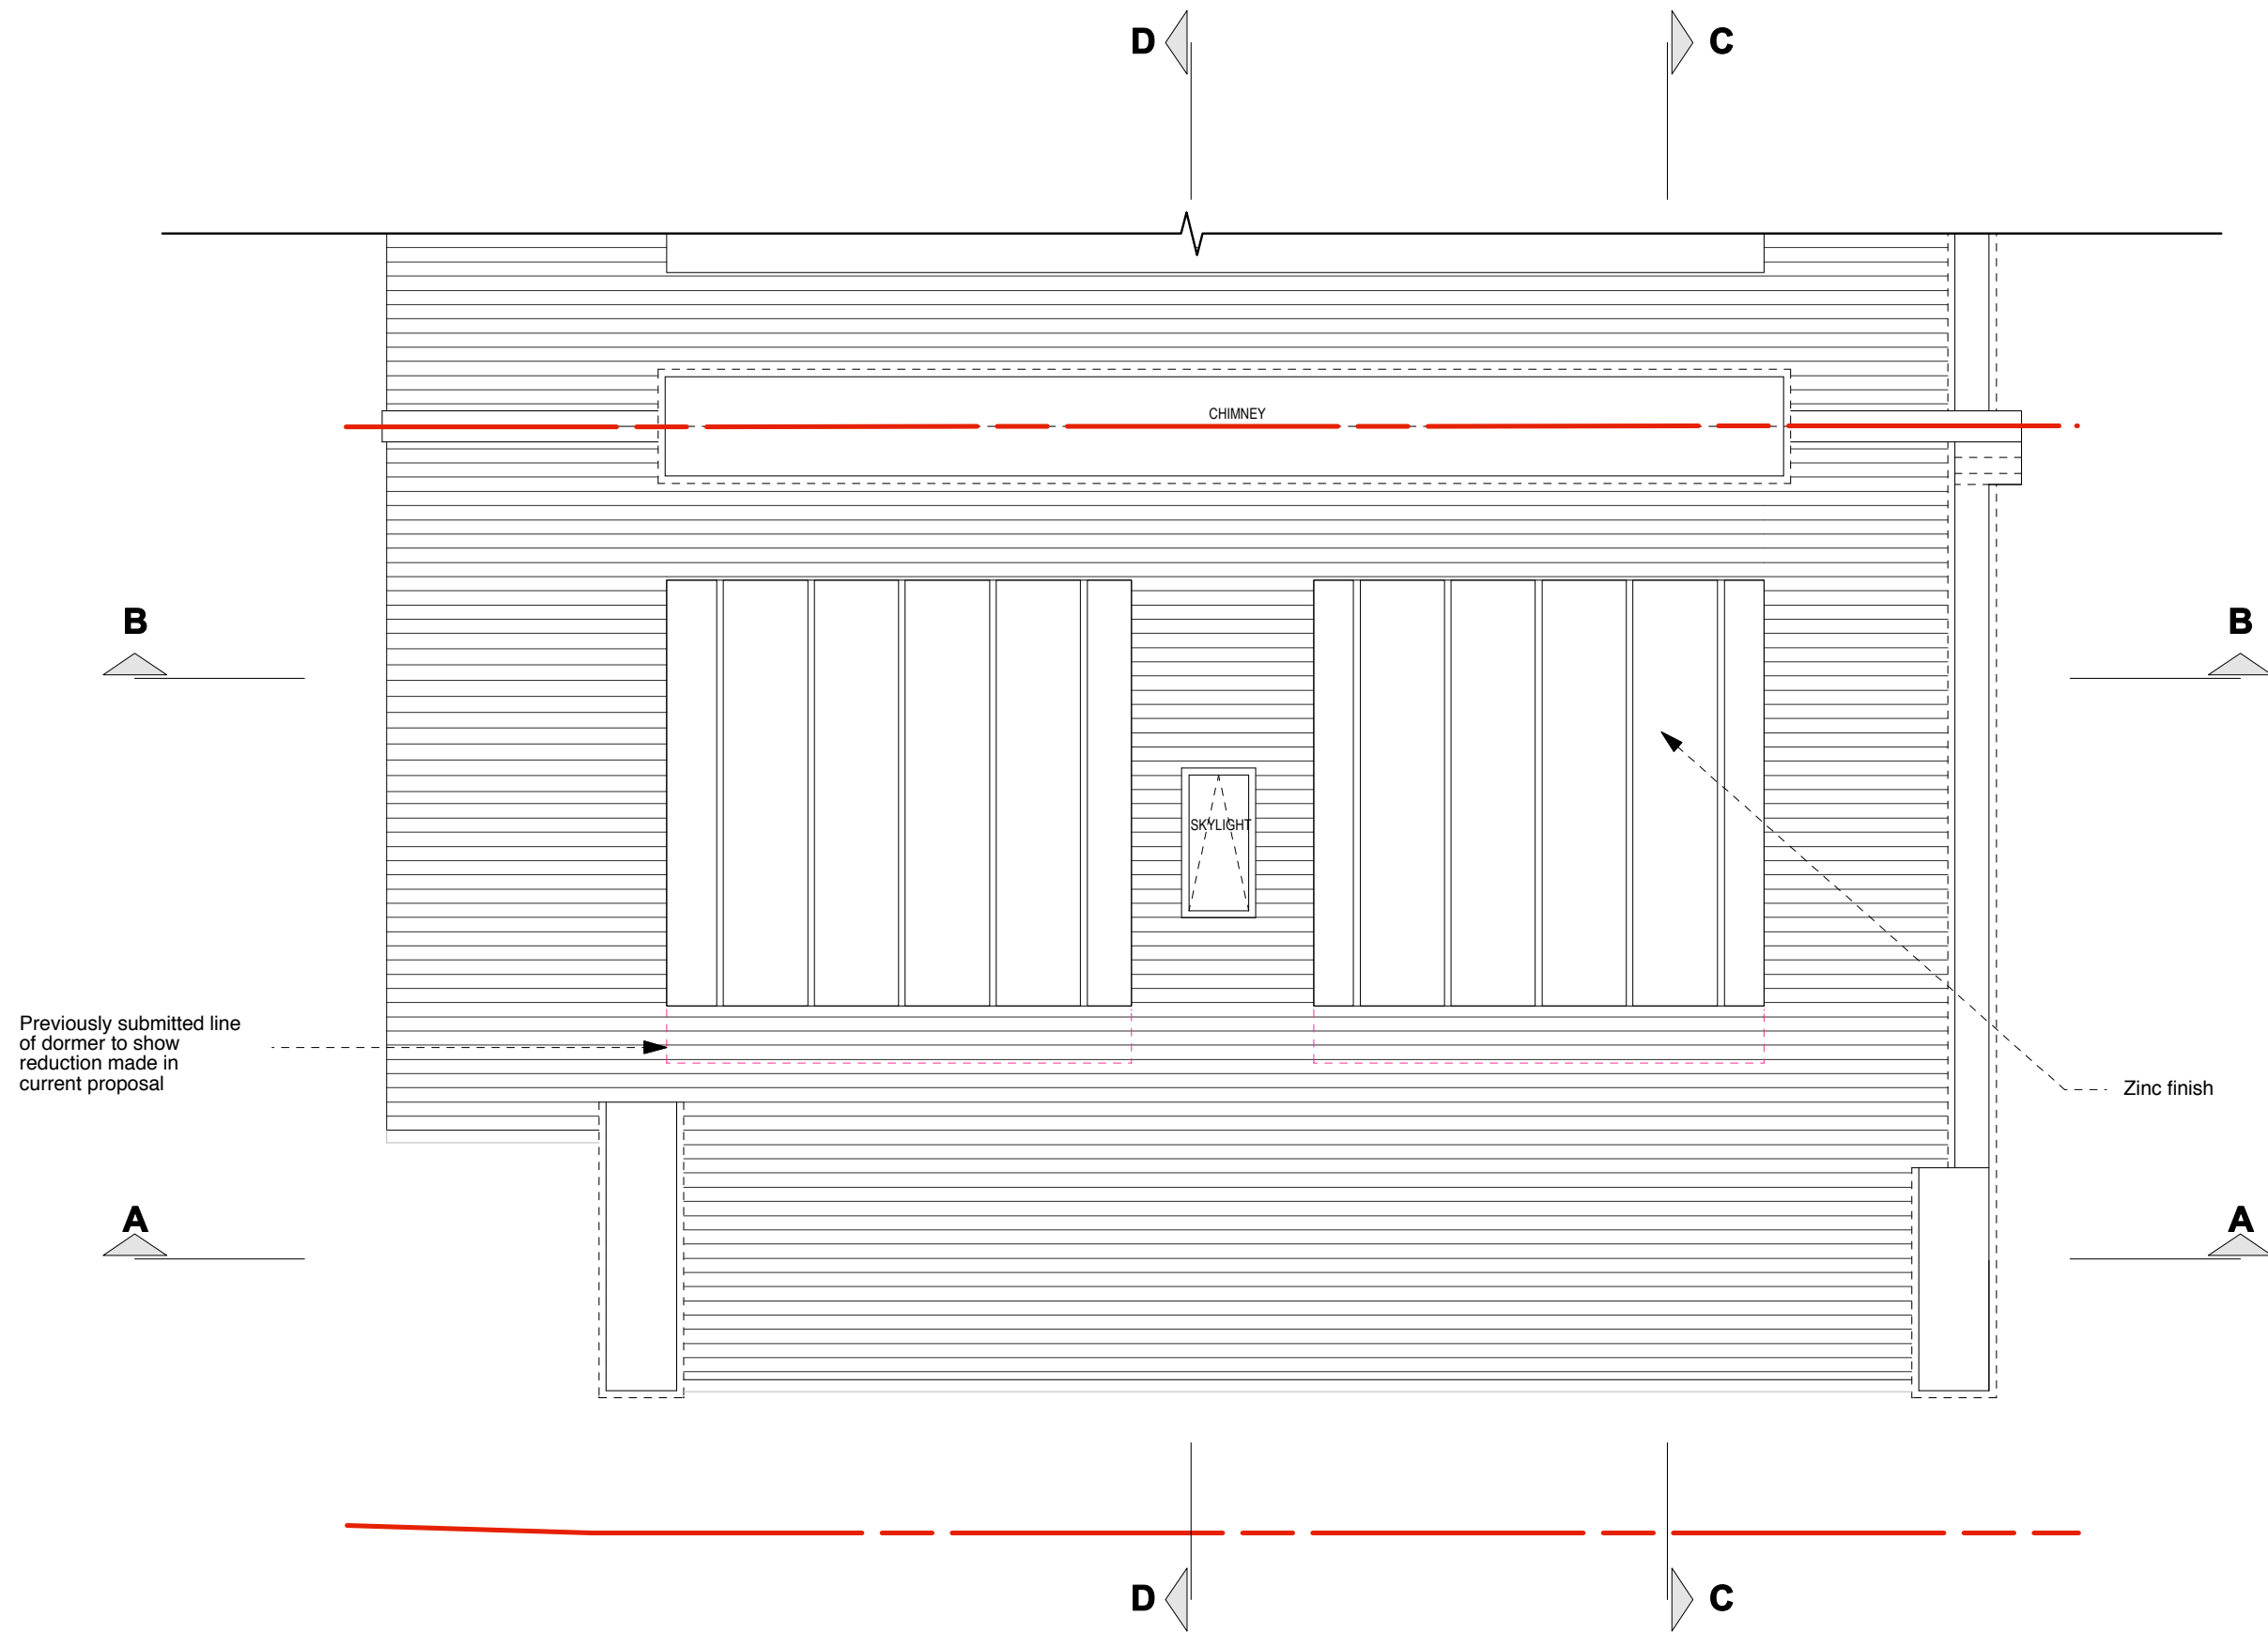 D
C
CHIMNEY
B
B
SKYLIGHT
Previously submitted line
of dormer to show
reduction made in
current proposal
Zinc finish
A
A
D
C